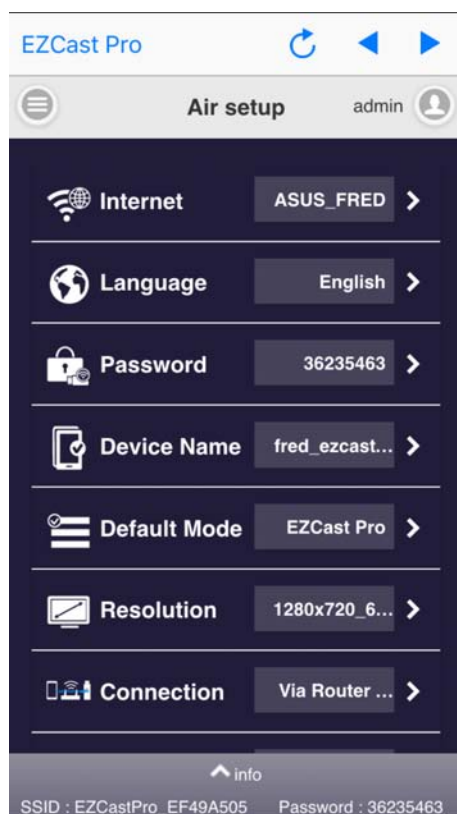 EZCast Pro
Air setup admin
Internet ASUS_FRED
Language English
Password 36235463
Device Name fred_ezcast...
Default Mode EZCast Pro
Resolution 1280x720_6...
Connection Via Router ...
info
SSID : EZCastPro_EF49A505 Password : 36235463